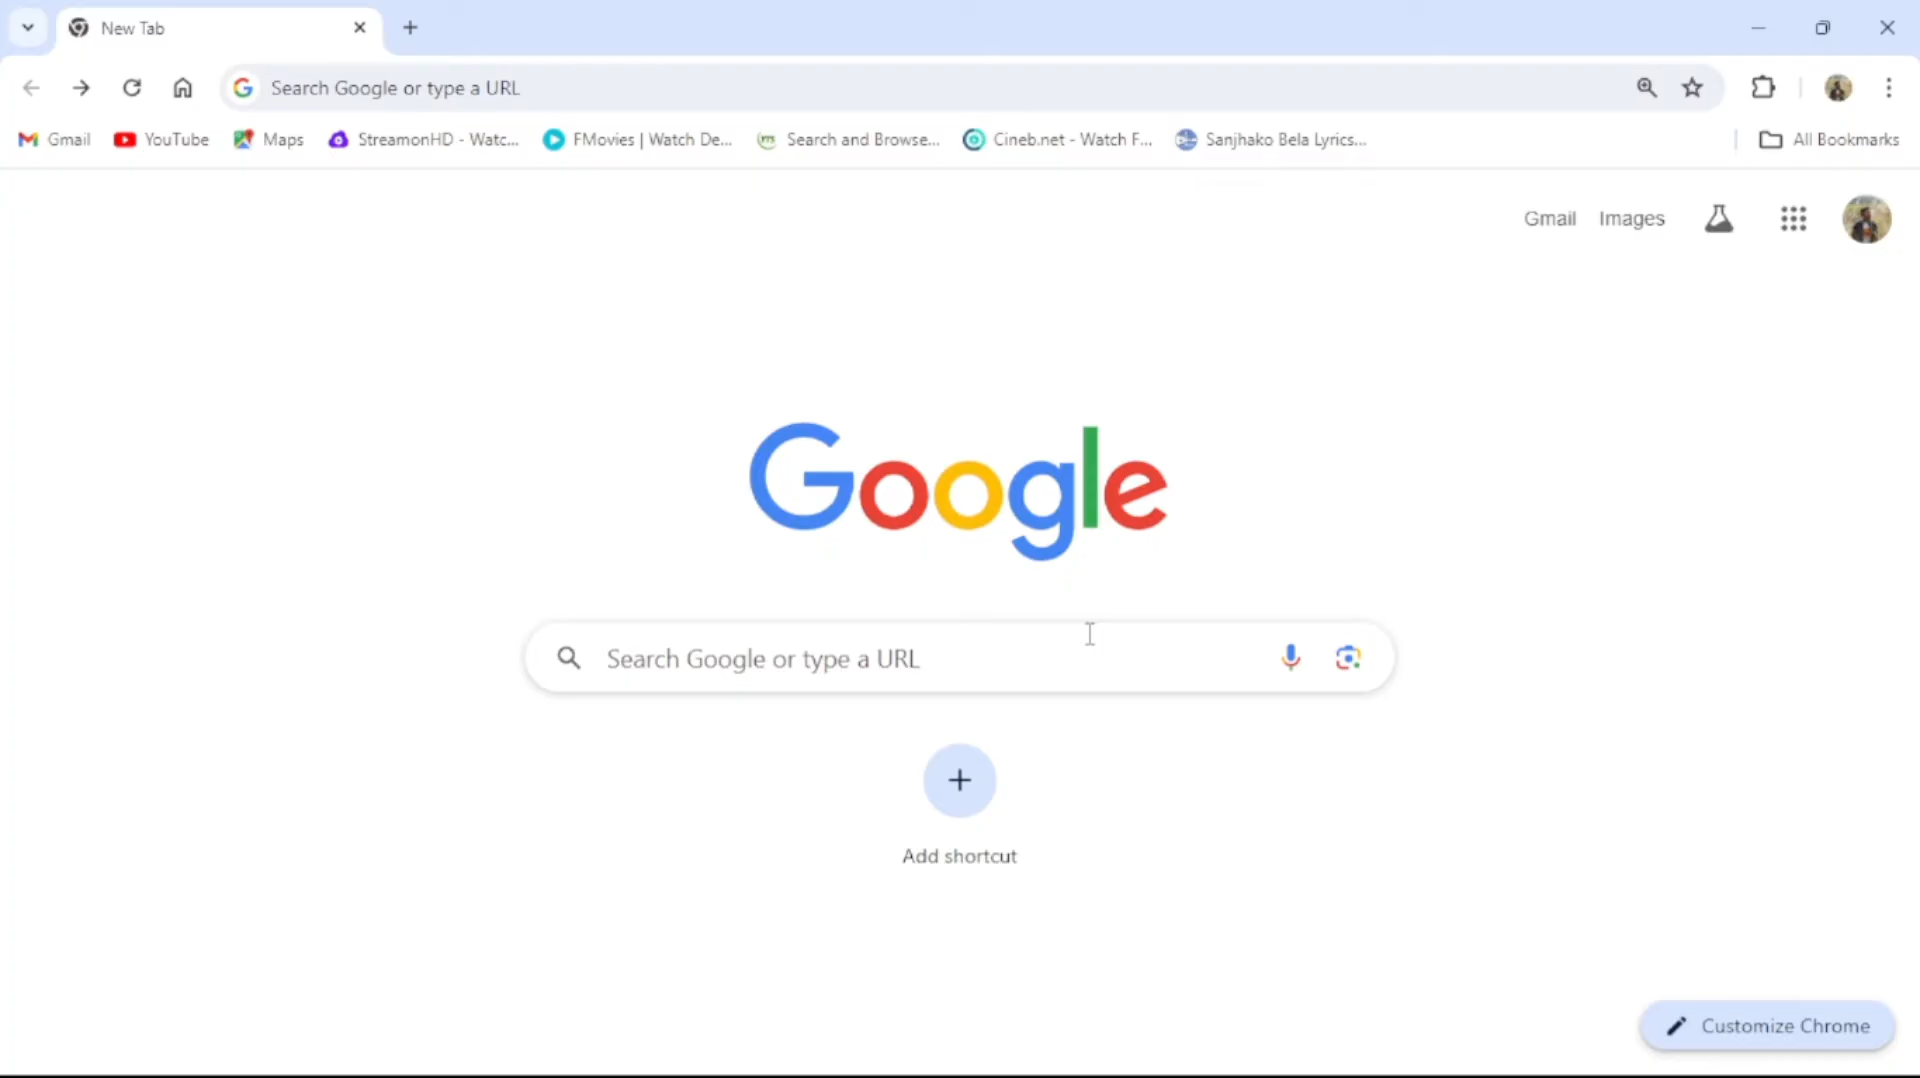 New Tab
Search Google or type a URL
Gmail YouTube Maps StreamonHD - Watc... FMovies | Watch De... Search and Browse... Cineb.net - Watch F... Sanjhako Bela Lyrics... All Bookmarks
Gmail Images
Google
Search Google or type a URL
Add shortcut
Customize Chrome